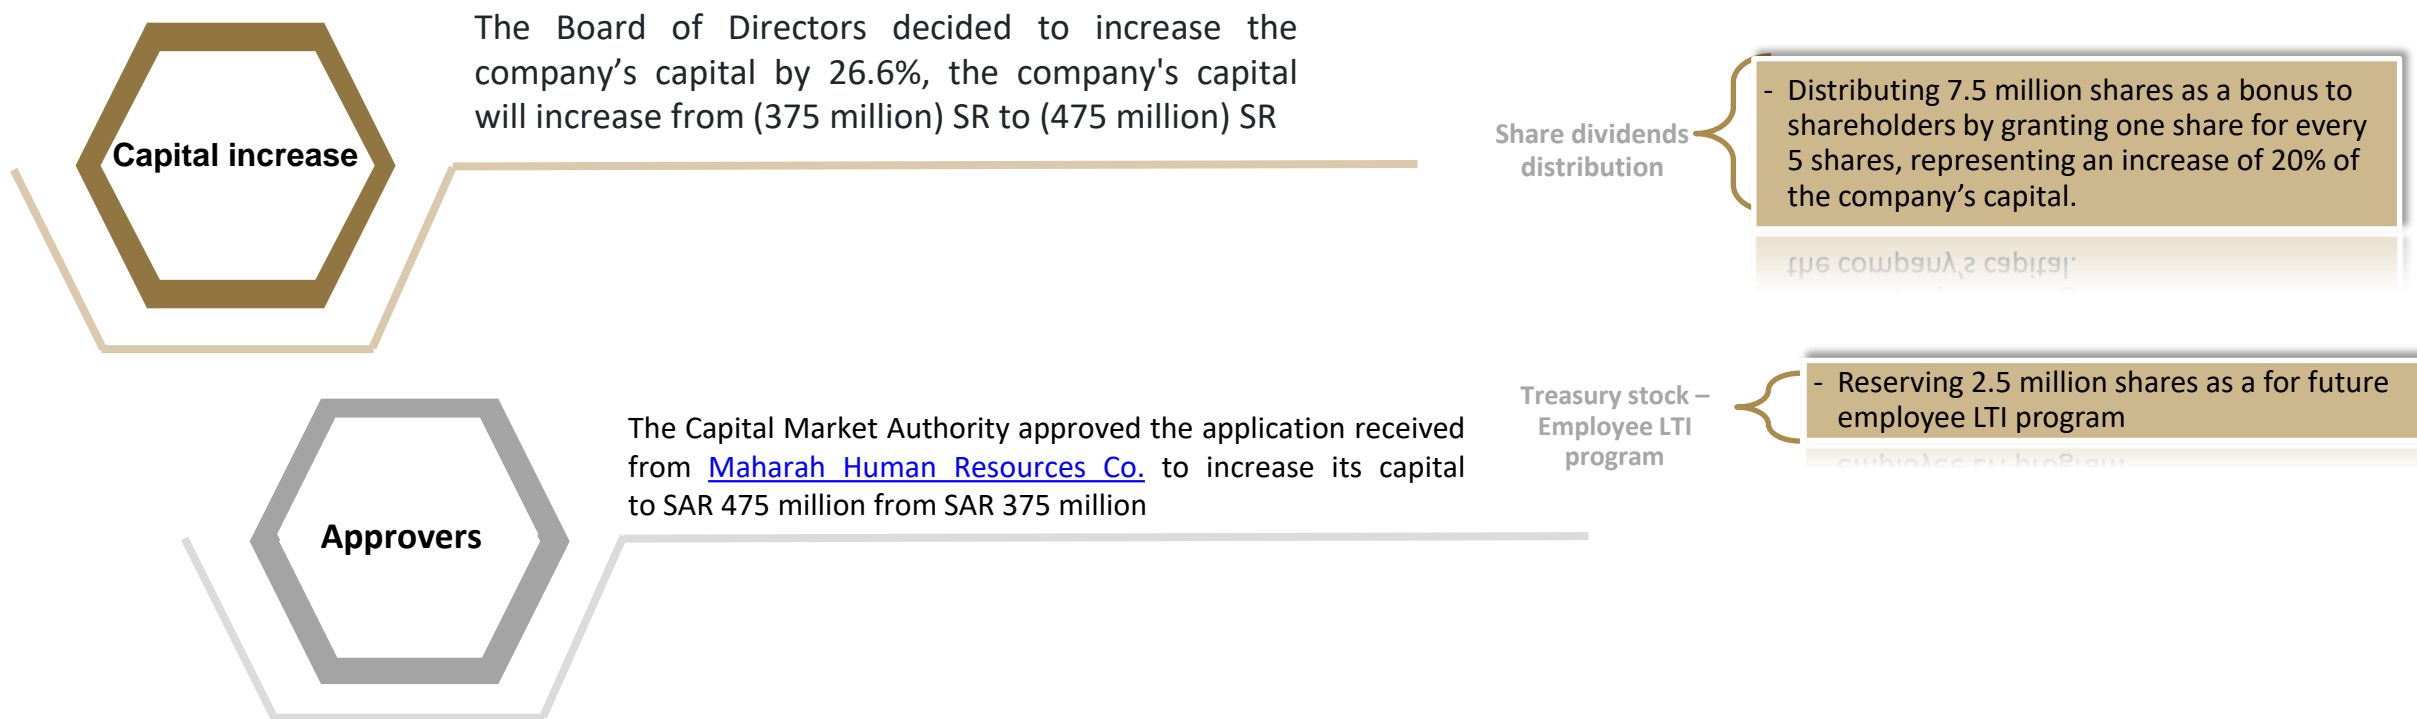 Capital increase
The Board of Directors decided to increase the
company’s capital by 26.6%, the company's capital
will increase from (375 million) SR to (475 million) SR
Share dividends
distribution
- Distributing 7.5 million shares as a bonus to
shareholders by granting one share for every
5 shares, representing an increase of 20% of
the company’s capital.
Approvers
The Capital Market Authority approved the application received
from Maharah Human Resources Co. to increase its capital
to SAR 475 million from SAR 375 million
Treasury stock –
Employee LTI
program
- Reserving 2.5 million shares as a for future
employee LTI program